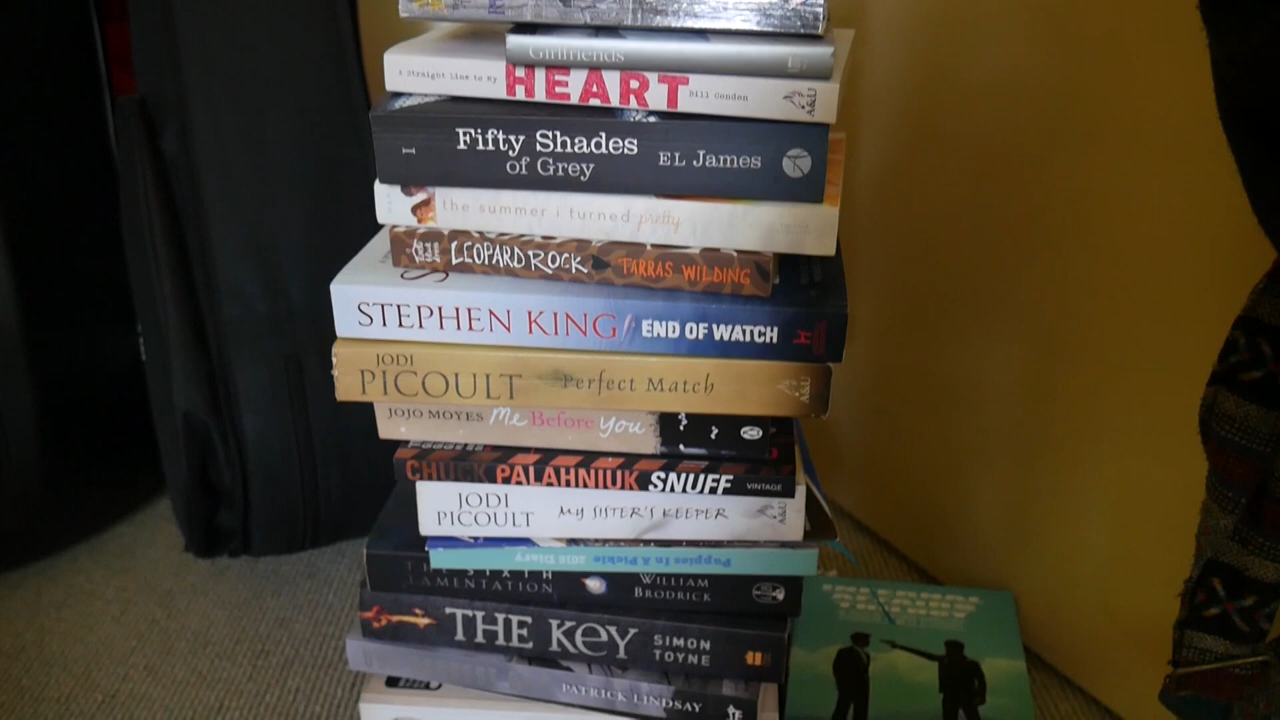 Girlfriends
A Straight Line to My HEART Bill Condon A&U
I Fifty Shades of Grey EL James
the summer i turned pretty
LEOPARD ROCK TARRAS WILDING
STEPHEN KING END OF WATCH
JODI PICOULT Perfect Match A&U
JOJO MOYES Me Before You
CHUCK PALAHNIUK SNUFF VINTAGE
JODI PICOULT MY SISTER'S KEEPER A&U
Puppies In A Pickle 2016 Diary
THE SIXTH LAMENTATION WILLIAM BRODRICK
THE KEY SIMON TOYNE
PATRICK LINDSAY